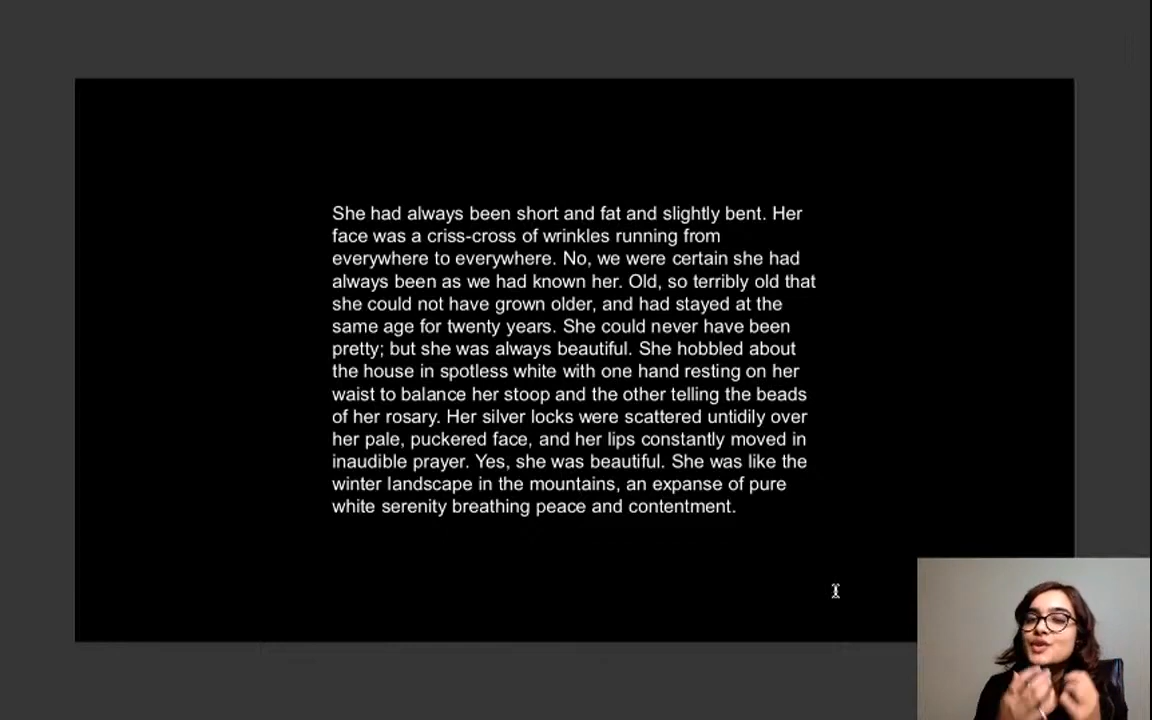 She had always been short and fat and slightly bent. Her
face was a criss-cross of wrinkles running from
everywhere to everywhere. No, we were certain she had
always been as we had known her. Old, so terribly old that
she could not have grown older, and had stayed at the
same age for twenty years. She could never have been
pretty; but she was always beautiful. She hobbled about
the house in spotless white with one hand resting on her
waist to balance her stoop and the other telling the beads
of her rosary. Her silver locks were scattered untidily over
her pale, puckered face, and her lips constantly moved in
inaudible prayer. Yes, she was beautiful. She was like the
winter landscape in the mountains, an expanse of pure
white serenity breathing peace and contentment.